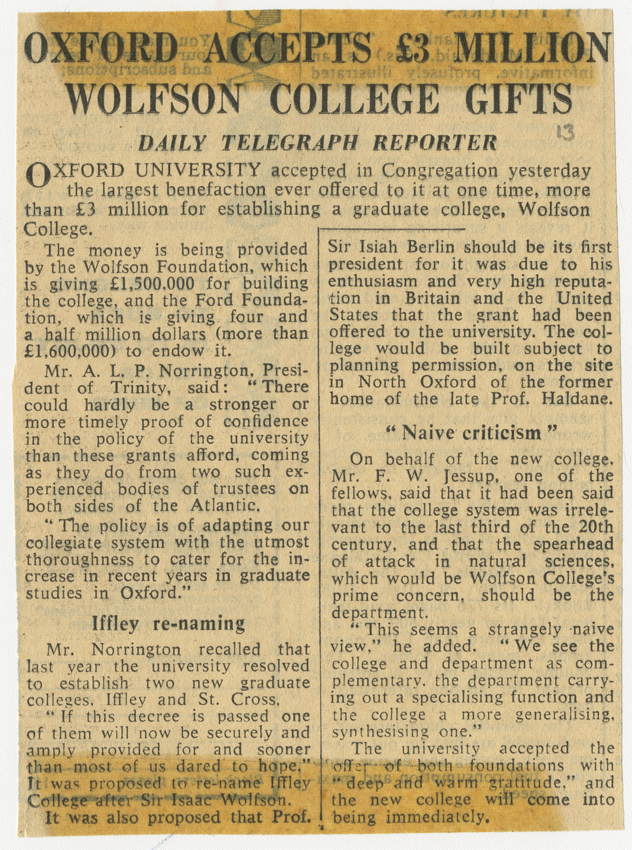 OXFORD ACCEPTS £3 MILLION
WOLFSON COLLEGE GIFTS
13
DAILY TELEGRAPH REPORTER
OXFORD UNIVERSITY accepted in Congregation yesterday
the largest benefaction ever offered to it at one time, more
than £3 million for establishing a graduate college, Wolfson
College.
The money is being provided
by the Wolfson Foundation, which
is giving £1,500,000 for building
the college, and the Ford Founda-
tion, which is giving four and
a half million dollars (more than
£1,600,000) to endow it.
Mr. A. L. P. Norrington, Presi-
dent of Trinity, said: “There
could hardly be a stronger or
more timely proof of confidence
in the policy of the university
than these grants afford, coming
as they do from two such ex-
perienced bodies of trustees on
both sides of the Atlantic.
“The policy is of adapting our
collegiate system with the utmost
thoroughness to cater for the in-
crease in recent years in graduate
studies in Oxford.”
Iffley re-naming
Mr. Norrington recalled that
last year the university resolved
to establish two new graduate
colleges, Iffley and St. Cross.
“If this decree is passed one
of them will now be securely and
amply provided for and sooner
than most of us dared to hope.”
It was proposed to re-name Iffley
College after Sir Isaac Wolfson.
It was also proposed that Prof.
Sir Isiah Berlin should be its first
president for it was due to his
enthusiasm and very high reputa-
tion in Britain and the United
States that the grant had been
offered to the university. The col-
lege would be built subject to
planning permission, on the site
in North Oxford of the former
home of the late Prof. Haldane.
“Naive criticism”
On behalf of the new college,
Mr. F. W. Jessup, one of the
fellows, said that it had been said
that the college system was irrele-
vant to the last third of the 20th
century, and that the spearhead
of attack in natural sciences,
which would be Wolfson College's
prime concern, should be the
department.
“This seems a strangely naive
view,” he added. “We see the
college and department as com-
plementary, the department carry-
ing out a specialising function and
the college a more generalising,
synthesising one.”
The university accepted the
offer of both foundations with
“deep and warm gratitude,” and
the new college will come into
being immediately.